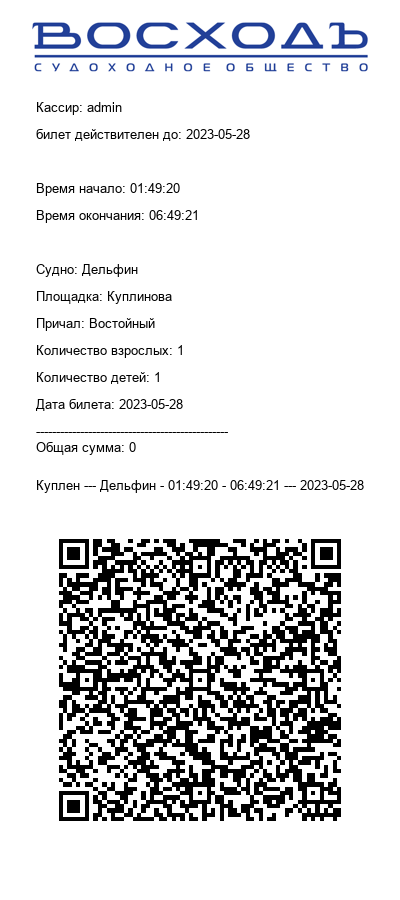 ВОСХОДЪ
СУДОХОДНОЕ ОБЩЕСТВО
Кассир: admin
билет действителен до: 2023-05-28
Время начало: 01:49:20
Время окончания: 06:49:21
Судно: Дельфин
Площадка: Куплинова
Причал: Востойный
Количество взрослых: 1
Количество детей: 1
Дата билета: 2023-05-28
------------------------------------------------
Общая сумма: 0
Куплен --- Дельфин - 01:49:20 - 06:49:21 --- 2023-05-28